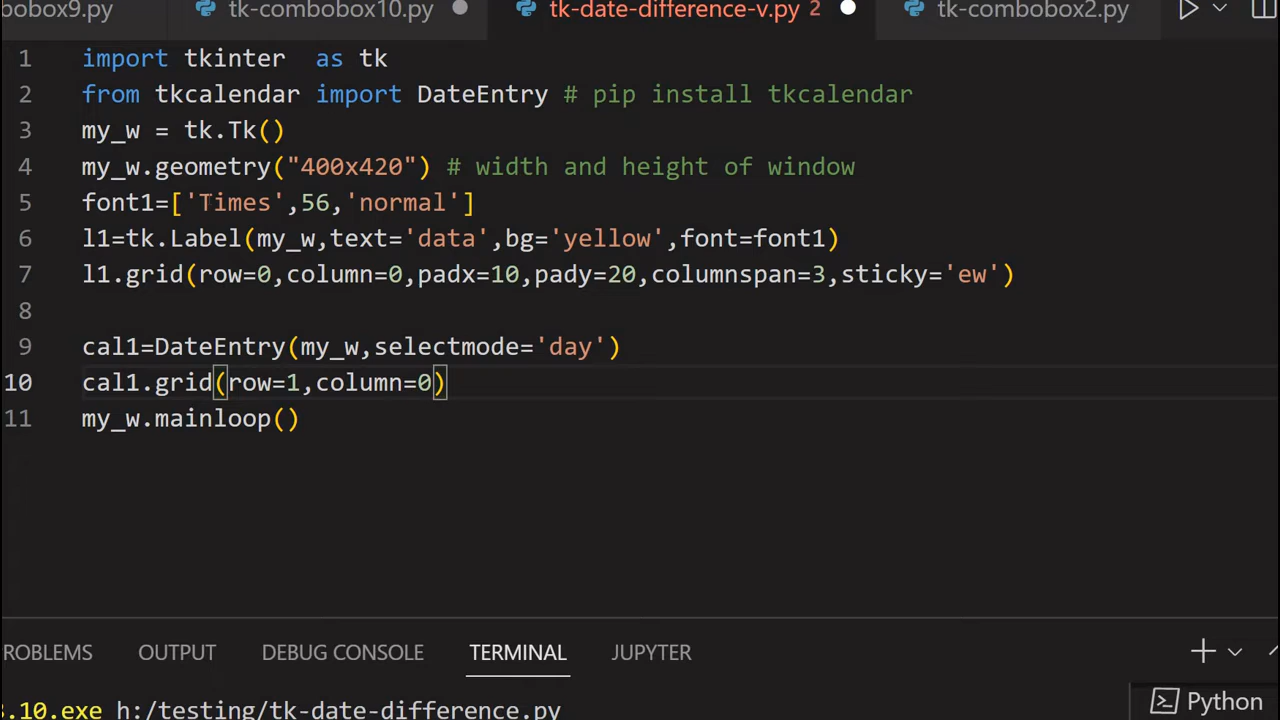 bobox9.py tk-combobox10.py tk-date-difference-v.py 2 tk-combobox2.py
1 import tkinter  as tk
2 from tkcalendar import DateEntry # pip install tkcalendar
3 my_w = tk.Tk()
4 my_w.geometry("400x420") # width and height of window
5 font1=['Times',56,'normal']
6 l1=tk.Label(my_w,text='data',bg='yellow',font=font1)
7 l1.grid(row=0,column=0,padx=10,pady=20,columnspan=3,sticky='ew')
8
9 cal1=DateEntry(my_w,selectmode='day')
10 cal1.grid(row=1,column=0)
11 my_w.mainloop()
ROBLEMS OUTPUT DEBUG CONSOLE TERMINAL JUPYTER
3.10.exe h:/testing/tk-date-difference.py
Python